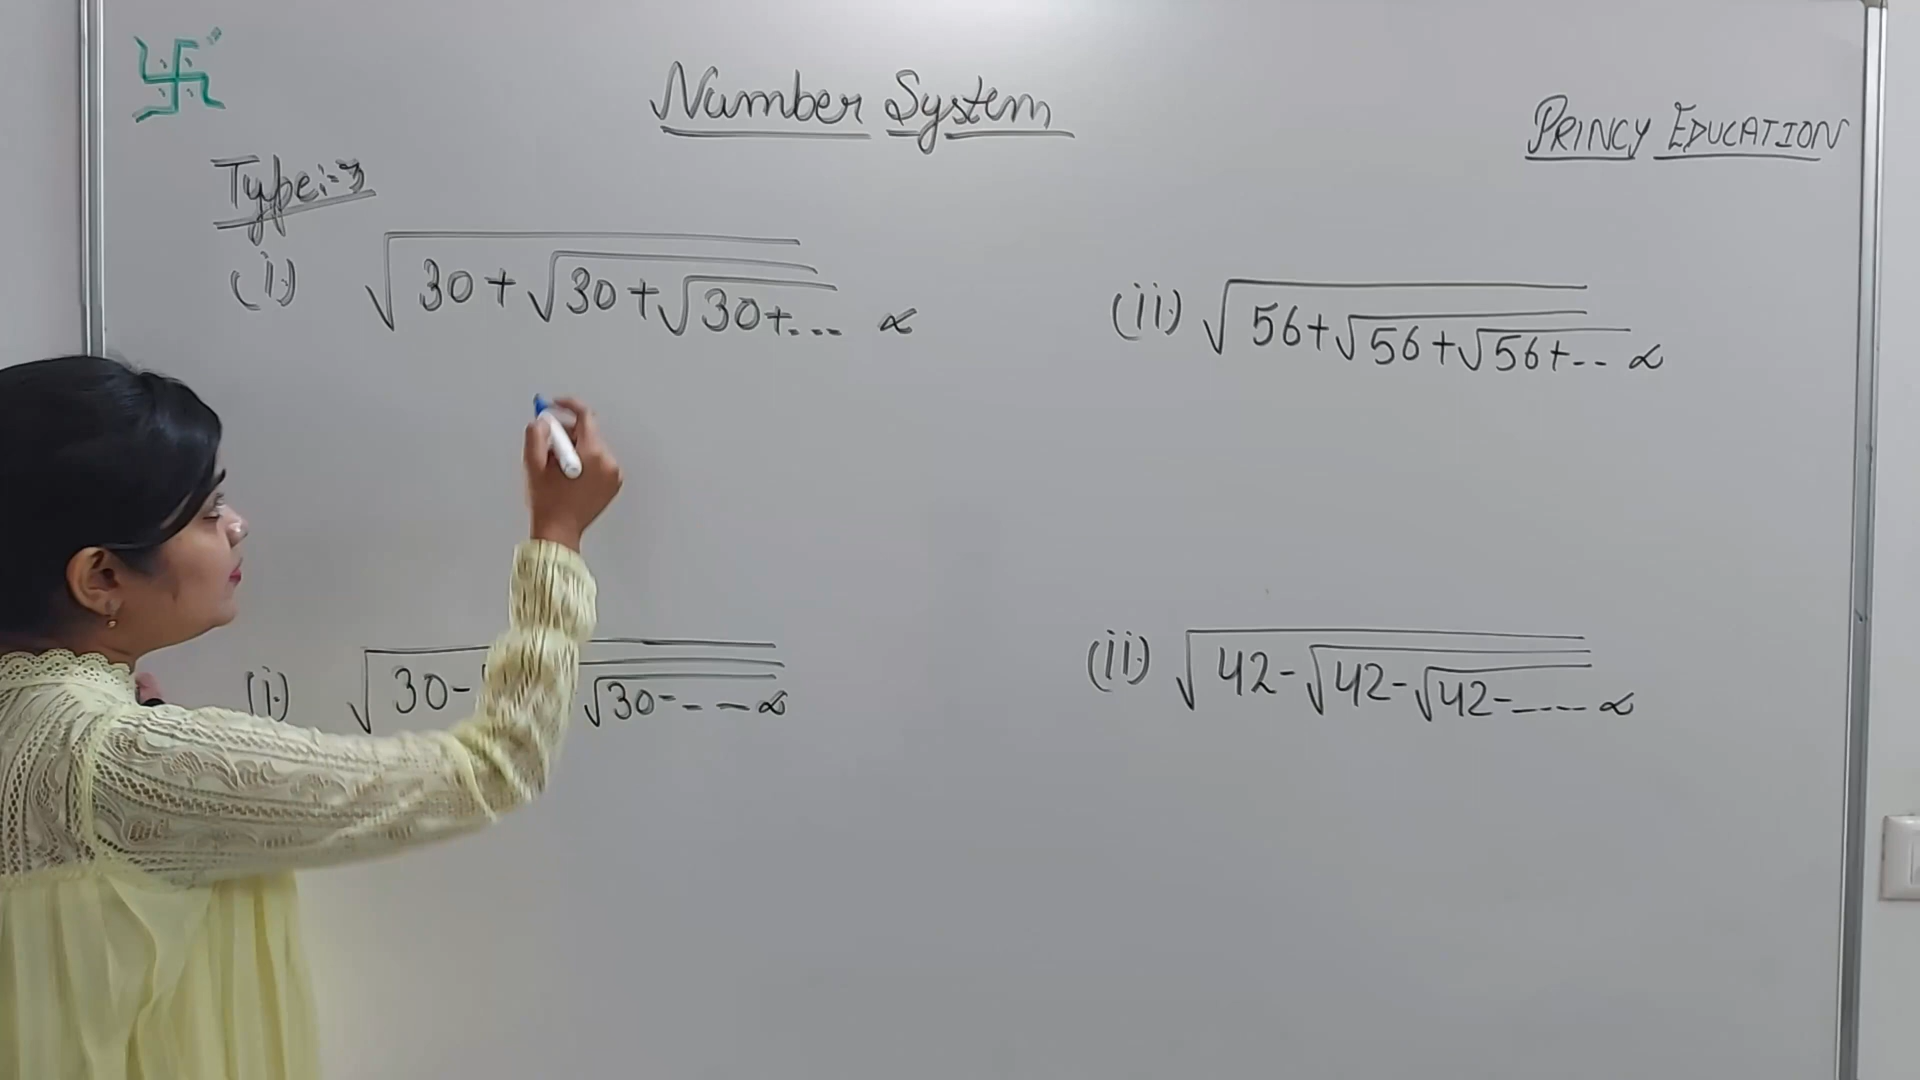 Number System
PRINCY EDUCATION
Type:-3
(i) √30+√30+√30+... ∝
(ii) √56+√56+√56+-- ∝
(i) √30- √30--- — ∝
(ii) √42-√42-√42-.---- ∝